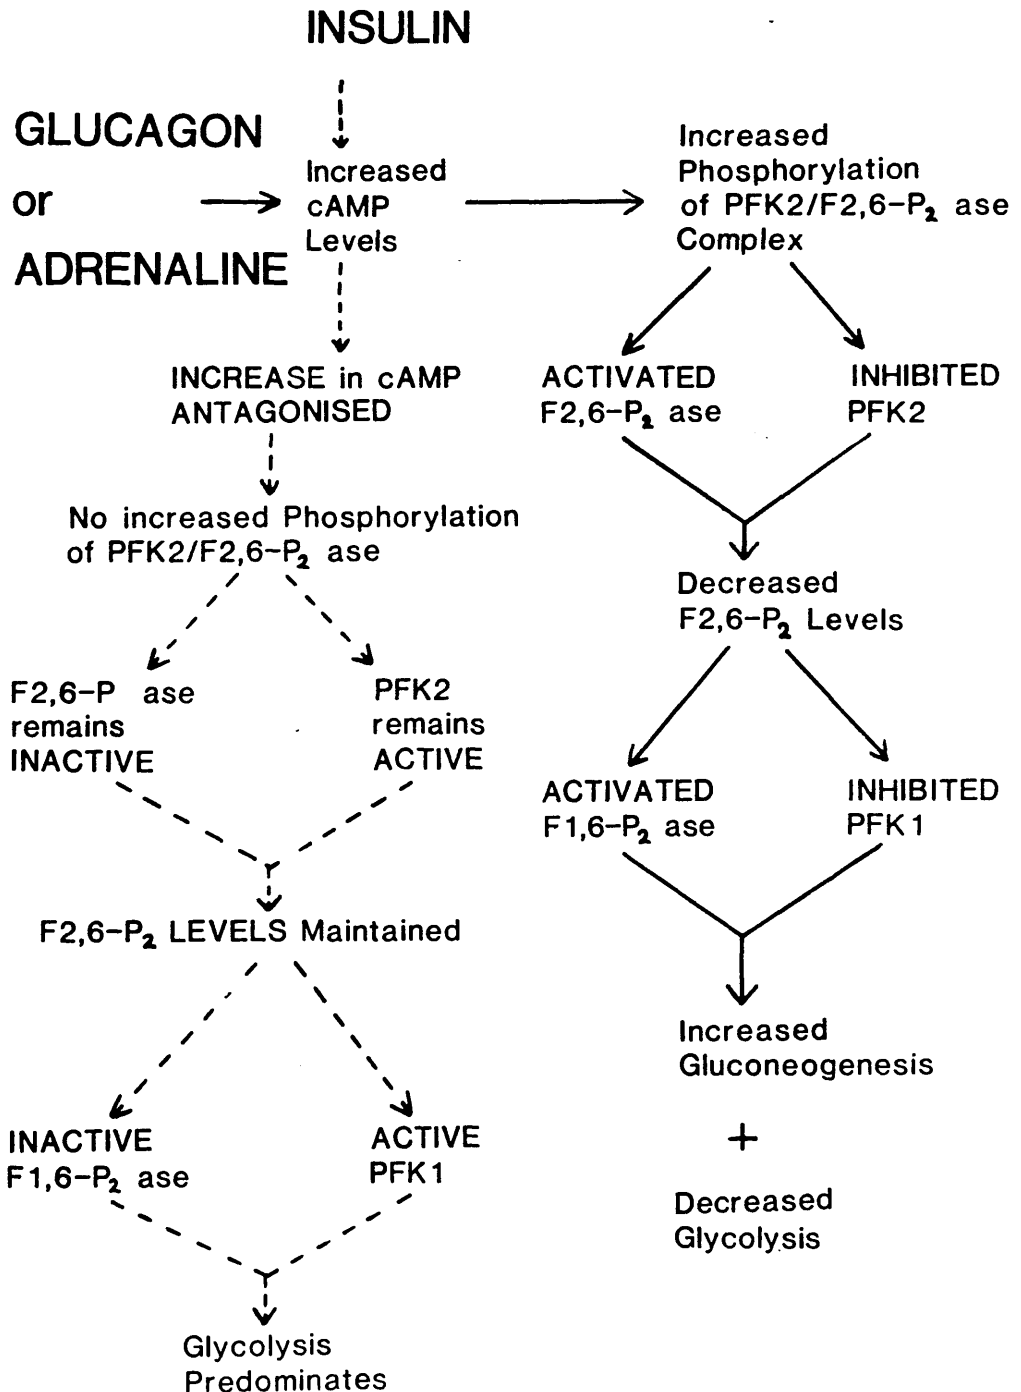 INSULIN
GLUCAGON
or
ADRENALINE
Increased
cAMP
Levels
Increased
Phosphorylation
of PFK2/F2,6-P₂ ase
Complex
INCREASE in cAMP
ANTAGONISED
ACTIVATED
F2,6-P₂ ase
INHIBITED
PFK2
No increased Phosphorylation
of PFK2/F2,6-P₂ ase
Decreased
F2,6-P₂ Levels
F2,6-P ase
remains
INACTIVE
PFK2
remains
ACTIVE
ACTIVATED
F1,6-P₂ ase
INHIBITED
PFK1
F2,6-P₂ LEVELS Maintained
Increased
Gluconeogenesis
+
Decreased
Glycolysis
INACTIVE
F1,6-P₂ ase
ACTIVE
PFK1
Glycolysis
Predominates